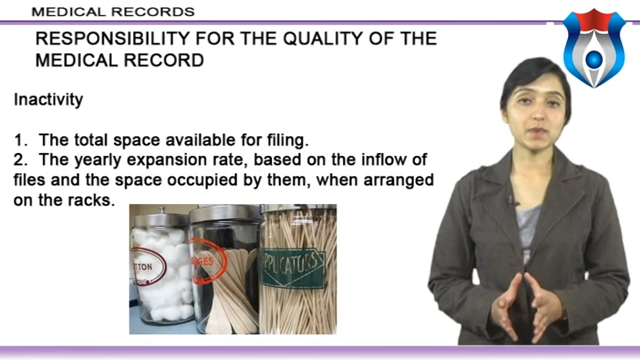 MEDICAL RECORDS
RESPONSIBILITY FOR THE QUALITY OF THE
MEDICAL RECORD
Inactivity
1. The total space available for filing.
2. The yearly expansion rate, based on the inflow of
files and the space occupied by them, when arranged
on the racks.